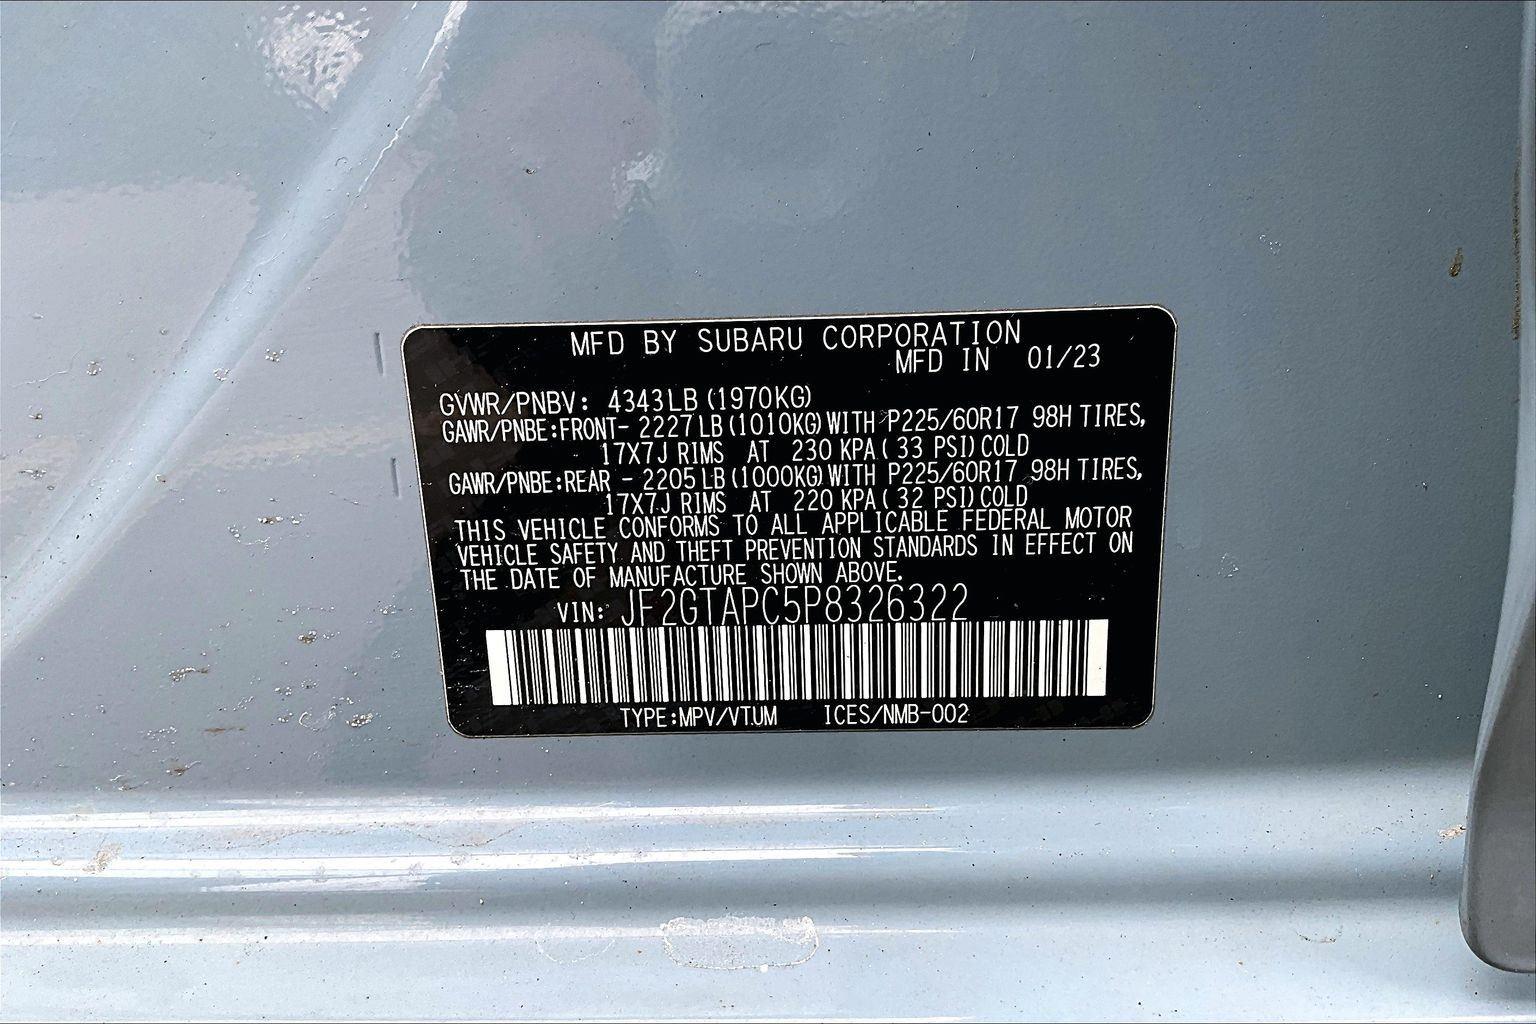 MFD BY SUBARU CORPORATION
MFD IN 01/23
GVWR/PNBV: 4343LB (1970KG)
GAWR/PNBE:FRONT- 2227LB (1010KG) WITH P225/60R17 98H TIRES,
17X7J RIMS AT 230 KPA ( 33 PSI) COLD
GAWR/PNBE:REAR - 2205LB (1000KG) WITH P225/60R17 98H TIRES,
17X7J RIMS AT 220 KPA ( 32 PSI) COLD
THIS VEHICLE CONFORMS TO ALL APPLICABLE FEDERAL MOTOR
VEHICLE SAFETY AND THEFT PREVENTION STANDARDS IN EFFECT ON
THE DATE OF MANUFACTURE SHOWN ABOVE.
VIN: JF2GTAPC5P8326322
TYPE:MPV/VTUM ICES/NMB-002